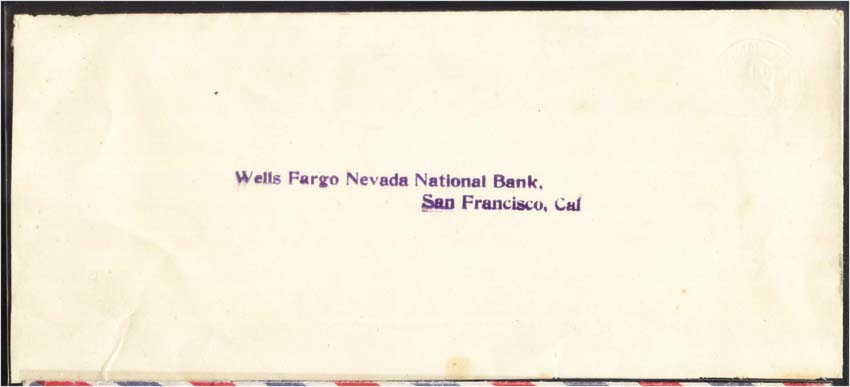 Wells Fargo Nevada National Bank,
San Francisco, Cal